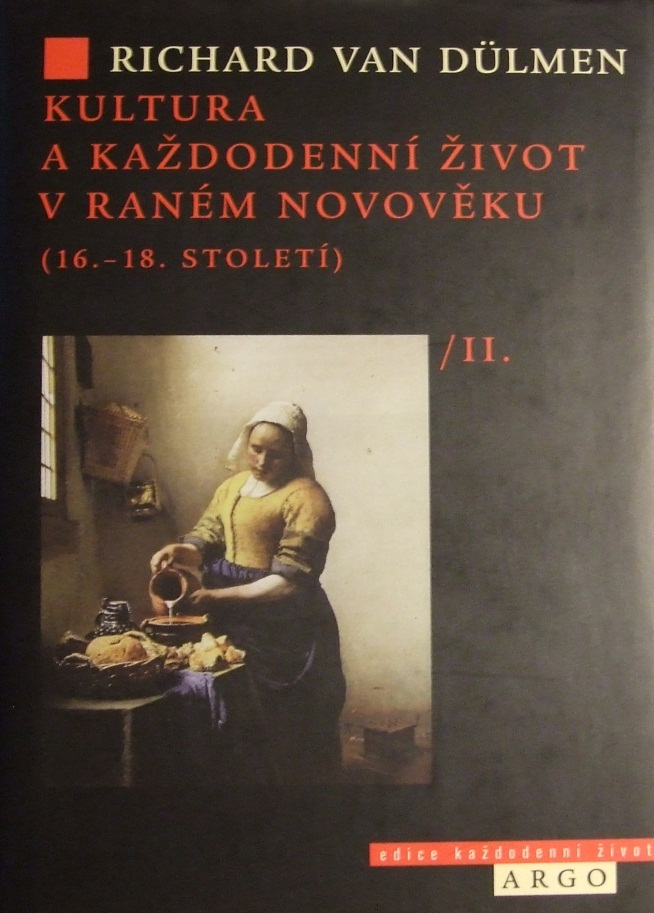 RICHARD VAN DÜLMEN
KULTURA
A KAŽDODENNÍ ŽIVOT
V RANÉM NOVOVĚKU
(16.–18. STOLETÍ)
/II.
edice každodenní život
ARGO